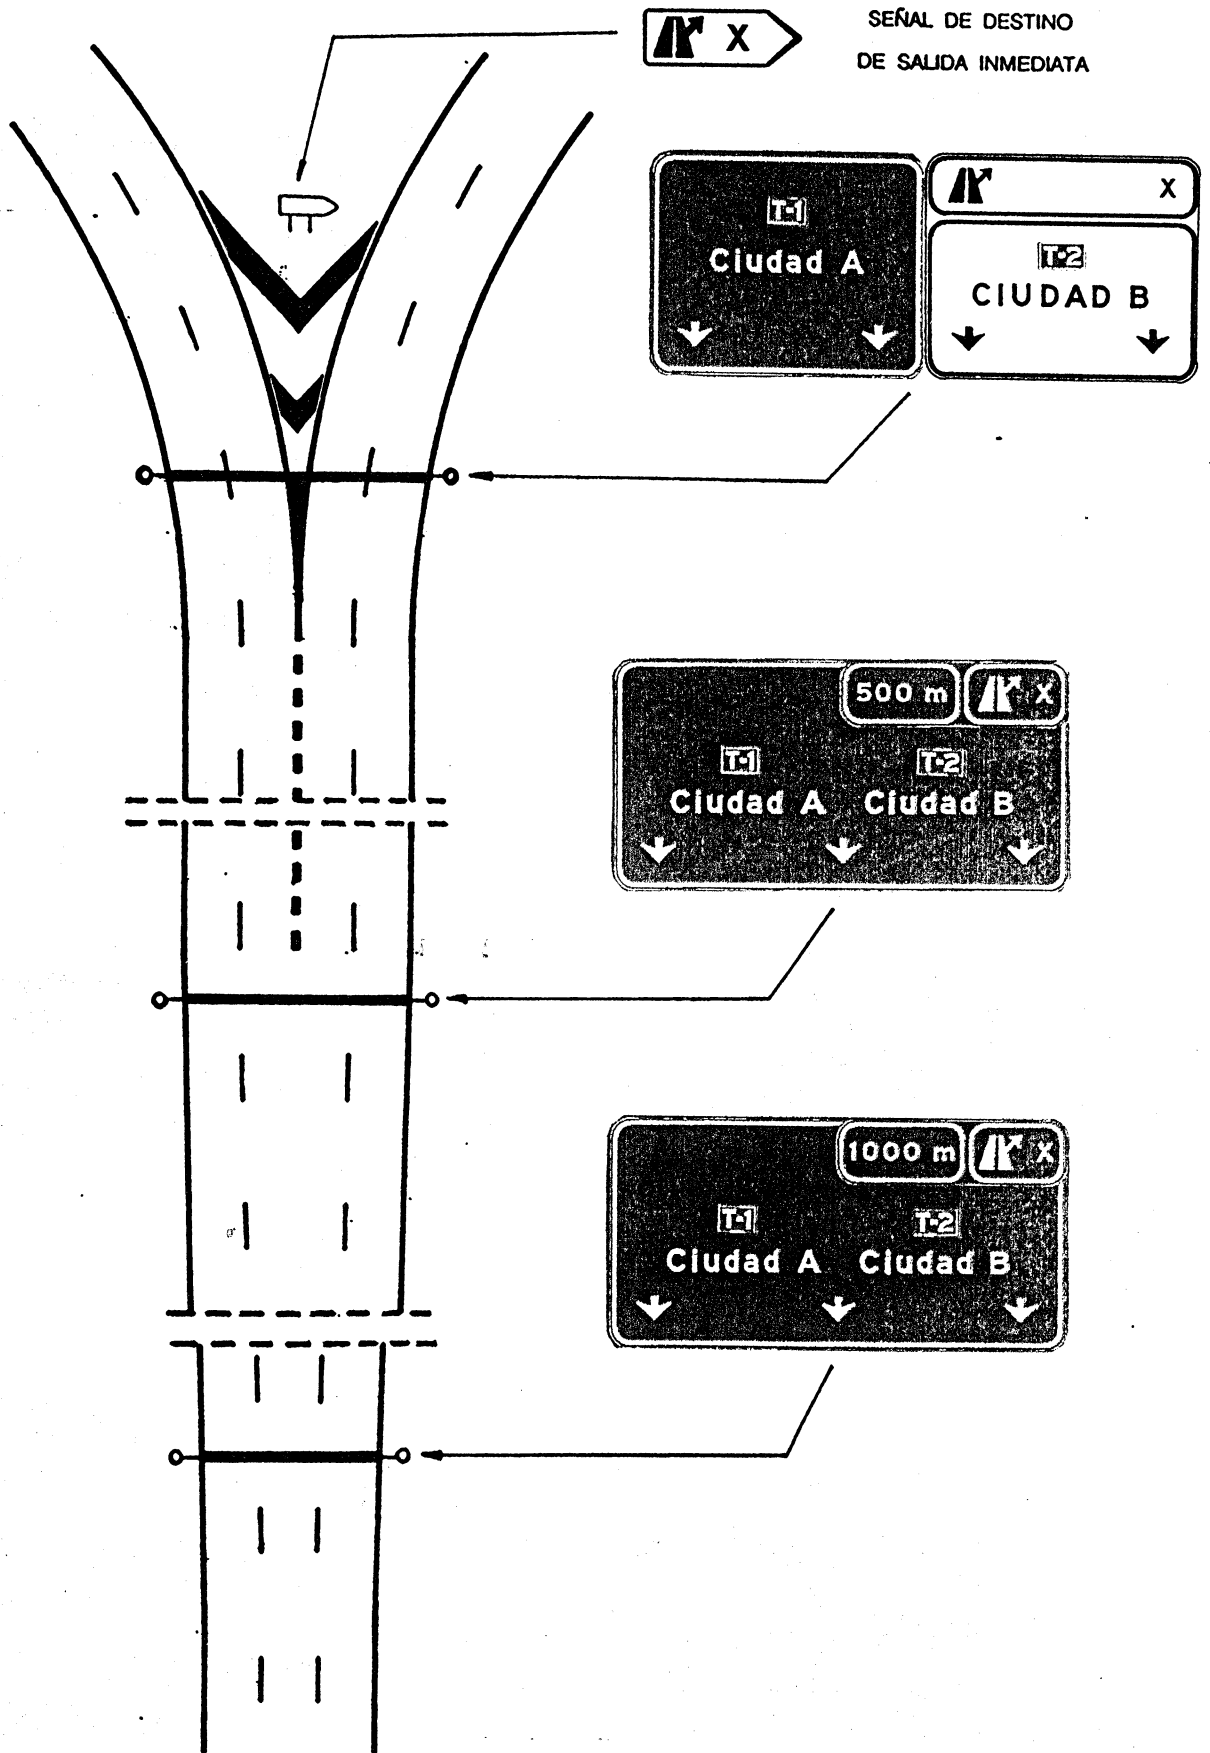 X
SEÑAL DE DESTINO
DE SALIDA INMEDIATA
T-1
Ciudad A
X
T-2
CIUDAD B
500 m
X
T-1
T-2
Ciudad A
Ciudad B
1000 m
X
T-1
T-2
Ciudad A
Ciudad B